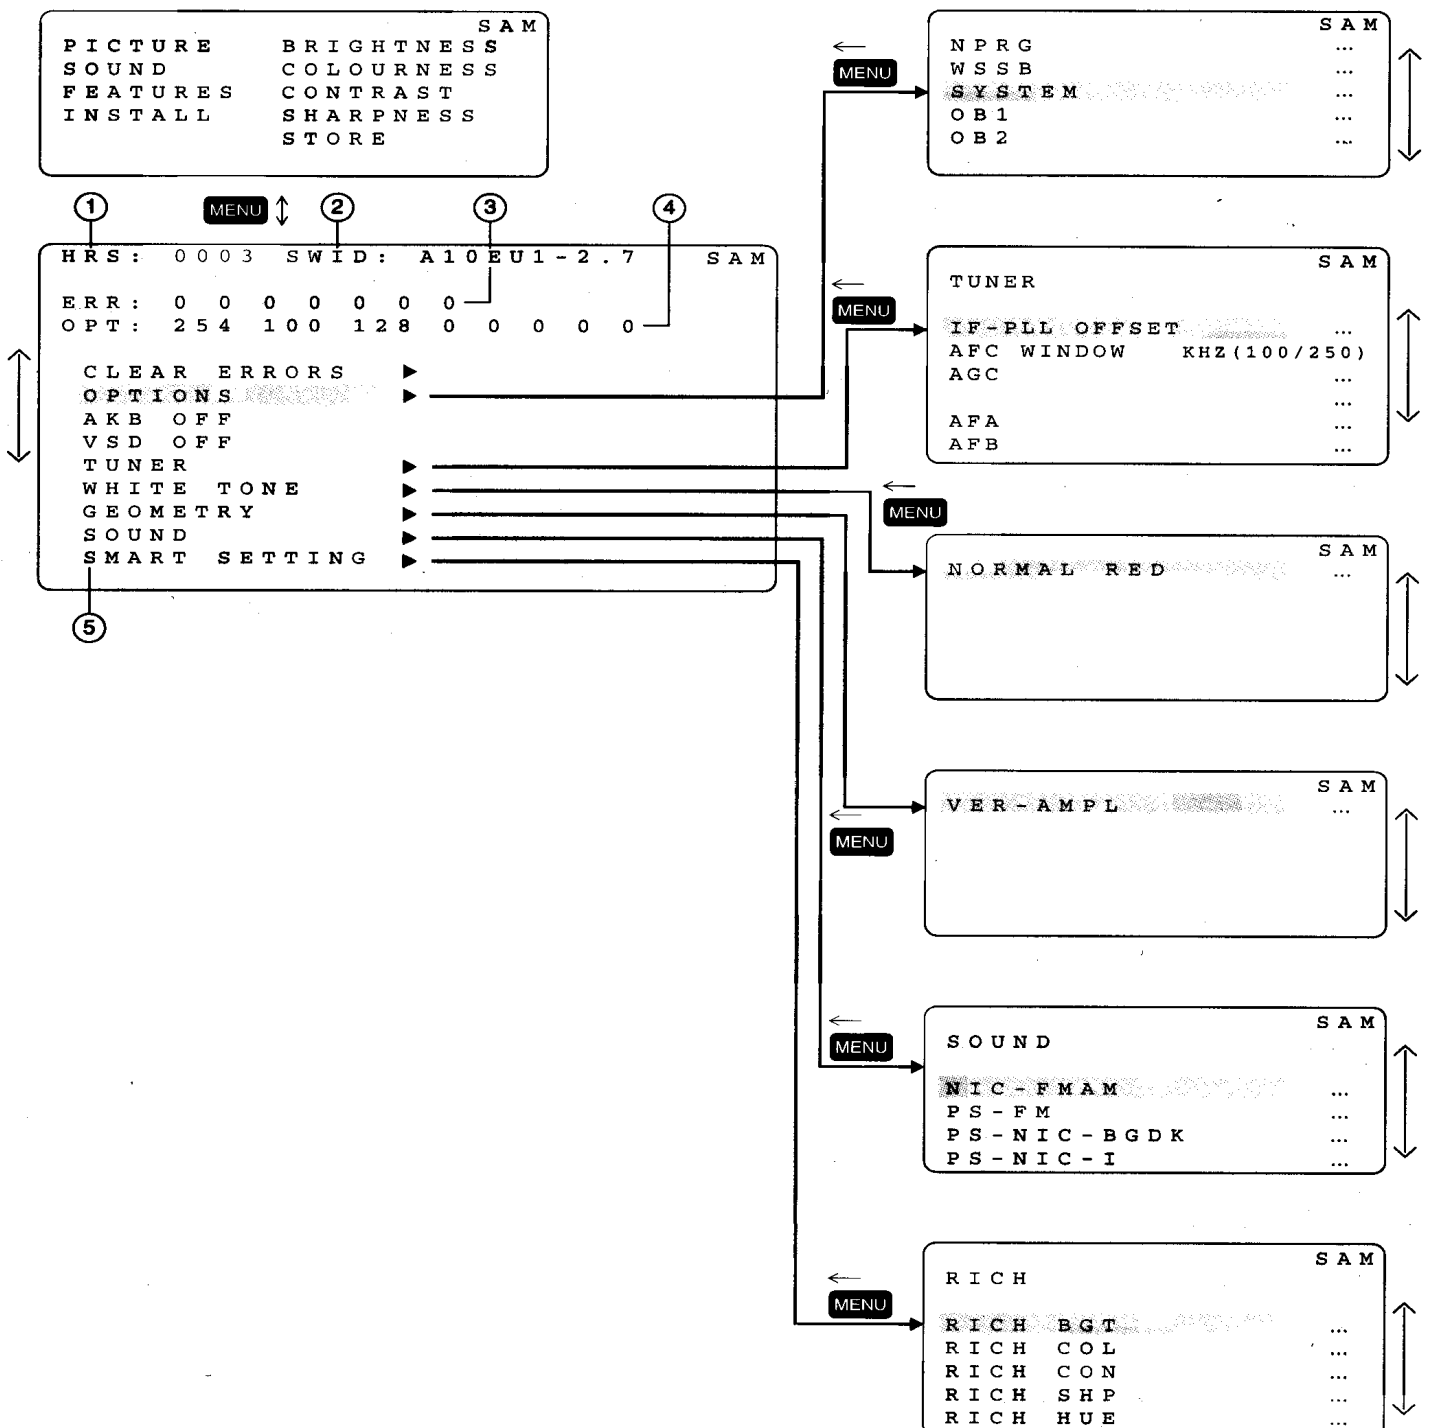 SAM
PICTURE BRIGHTNESS
SOUND COLOURNESS
FEATURES CONTRAST
INSTALL SHARPNESS
STORE
1 MENU 2 3 4
HRS: 0003 SWID: A10EU1-2.7 SAM
ERR: 0 0 0 0 0 0 0
OPT: 254 100 128 0 0 0 0 0
CLEAR ERRORS
OPTIONS
AKB OFF
VSD OFF
TUNER
WHITE TONE
GEOMETRY
SOUND
SMART SETTING
5
MENU
SAM
NPRG ...
WSSB ...
SYSTEM ...
OB1 ...
OB2 ...
MENU
SAM
TUNER
IF-PLL OFFSET ...
AFC WINDOW KHZ(100/250)
AGC ...
...
AFA ...
AFB ...
MENU
SAM
NORMAL RED ...
MENU
SAM
VER-AMPL ...
MENU
SAM
SOUND
NIC-FMAM ...
PS-FM ...
PS-NIC-BGDK ...
PS-NIC-I ...
MENU
SAM
RICH
RICH BGT ...
RICH COL ...
RICH CON ...
RICH SHP ...
RICH HUE ...